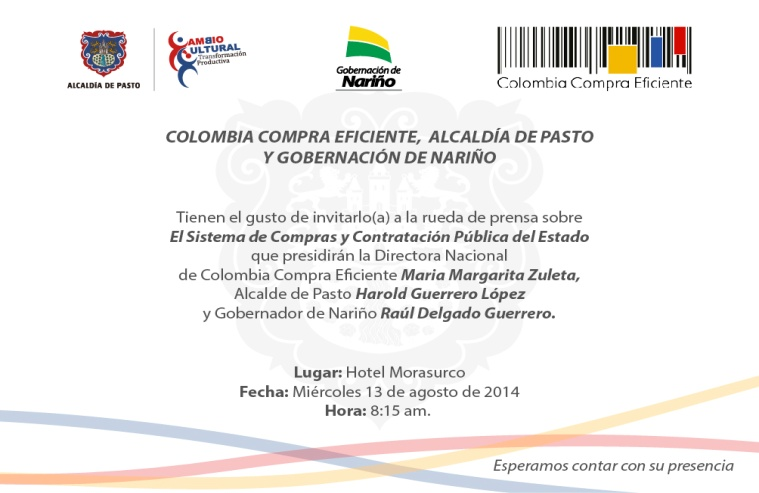 ALCALDÍA DE PASTO
CAMBIO
CULTURAL
Transformación
Productiva
Gobernación de
Nariño
Colombia Compra Eficiente
COLOMBIA COMPRA EFICIENTE, ALCALDÍA DE PASTO
Y GOBERNACIÓN DE NARIÑO
Tienen el gusto de invitarlo(a) a la rueda de prensa sobre
El Sistema de Compras y Contratación Pública del Estado
que presidirán la Directora Nacional
de Colombia Compra Eficiente Maria Margarita Zuleta,
Alcalde de Pasto Harold Guerrero López
y Gobernador de Nariño Raúl Delgado Guerrero.
Lugar: Hotel Morasurco
Fecha: Miércoles 13 de agosto de 2014
Hora: 8:15 am.
Esperamos contar con su presencia